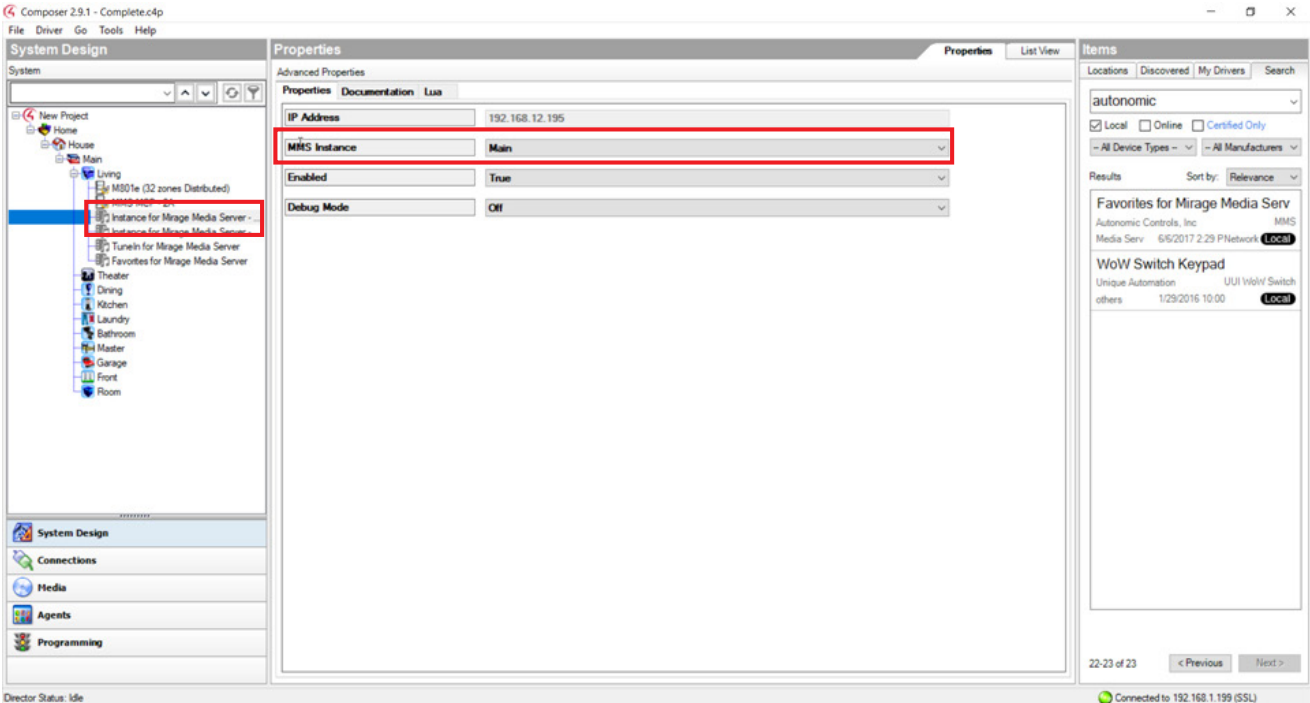 Composer 2.9.1 - Complete.c4p
File Driver Go Tools Help
System Design
System
New Project
Home
House
Main
Living
M801e (32 zones Distributed)
MMS MCP - 2A
Instance for Mirage Media Server - ...
Instance for Mirage Media Server - ...
TuneIn for Mirage Media Server
Favorites for Mirage Media Server
Theater
Dining
Kitchen
Laundry
Bathroom
Master
Garage
Front
Room
System Design
Connections
Media
Agents
Programming
Properties
Properties List View
Advanced Properties
Properties Documentation Lua
IP Address 192.168.12.195
MMS Instance Main
Enabled True
Debug Mode Off
Items
Locations Discovered My Drivers Search
autonomic
Local Online Certified Only
-- All Device Types -- -- All Manufacturers
Results Sort by: Relevance
Favorites for Mirage Media Serv
Autonomic Controls, Inc MMS
Media Serv 6/6/2017 2:29 PNetwork Local
WoW Switch Keypad
Unique Automation UUI WoW Switch
others 1/29/2016 10:00 Local
22-23 of 23 < Previous Next >
Director Status: Idle
Connected to 192.168.1.199 (SSL)